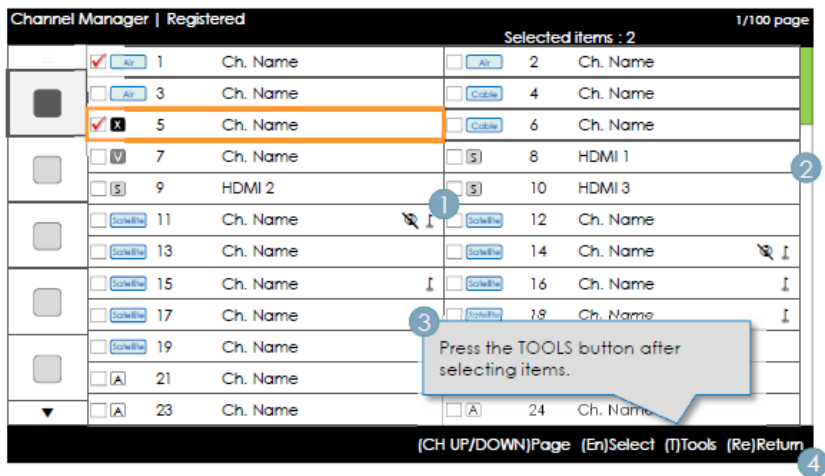 Channel Manager | Registered
1/100 page
Selected items : 2
Air 1 Ch. Name
Air 2 Ch. Name
Air 3 Ch. Name
Cable 4 Ch. Name
X 5 Ch. Name
Cable 6 Ch. Name
V 7 Ch. Name
S 8 HDMI 1
2
S 9 HDMI 2
S 10 HDMI 3
1
Satellite 11 Ch. Name
Satellite 12 Ch. Name
Satellite 13 Ch. Name
Satellite 14 Ch. Name
Satellite 15 Ch. Name
Satellite 16 Ch. Name
Satellite 17 Ch. Name
Satellite 18 Ch. Name
3
Press the TOOLS button after
selecting items.
Satellite 19 Ch. Name
A 21 Ch. Name
A 23 Ch. Name
A 24 Ch. Name
(CH UP/DOWN)Page (En)Select (T)Tools (Re)Return
4